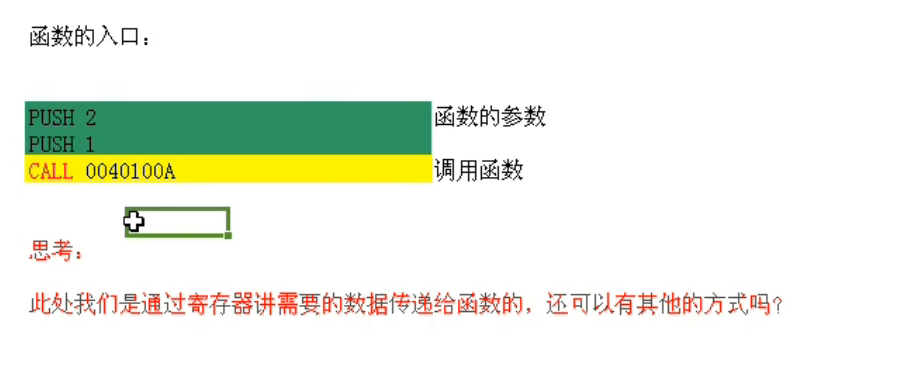 函数的入口：
PUSH 2 函数的参数
PUSH 1
CALL 0040100A 调用函数
思考：
此处我们是通过寄存器讲需要的数据传递给函数的，还可以有其他的方式吗？